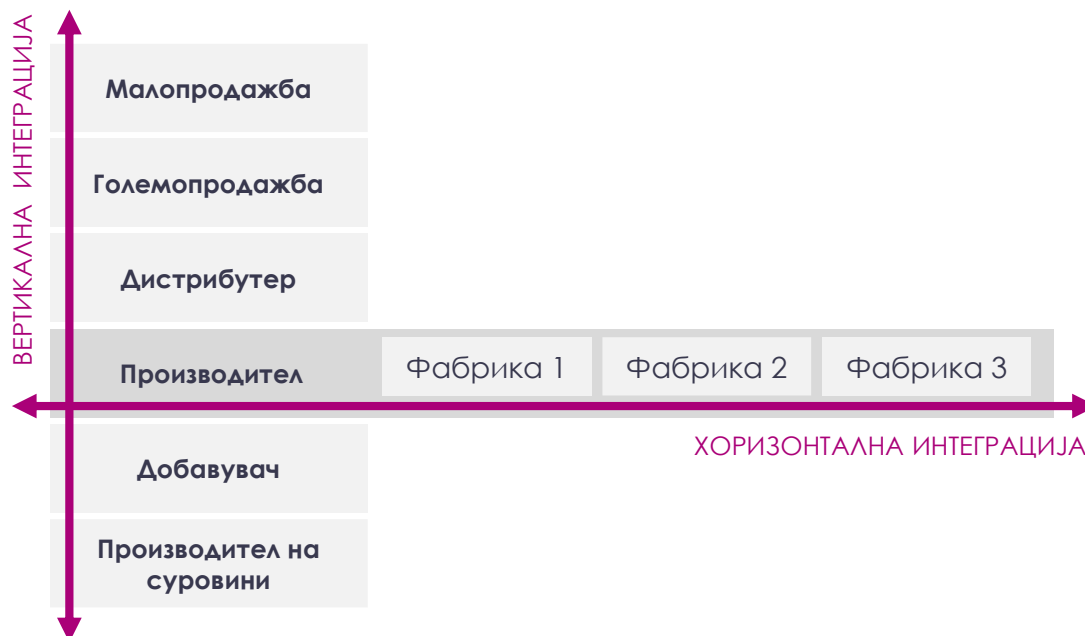 ВЕРТИКАЛНА ИНТЕГРАЦИЈА
Малопродажба
Големопродажба
Дистрибутер
Производител
Фабрика 1
Фабрика 2
Фабрика 3
ХОРИЗОНТАЛНА ИНТЕГРАЦИЈА
Добавувач
Производител на
суровини